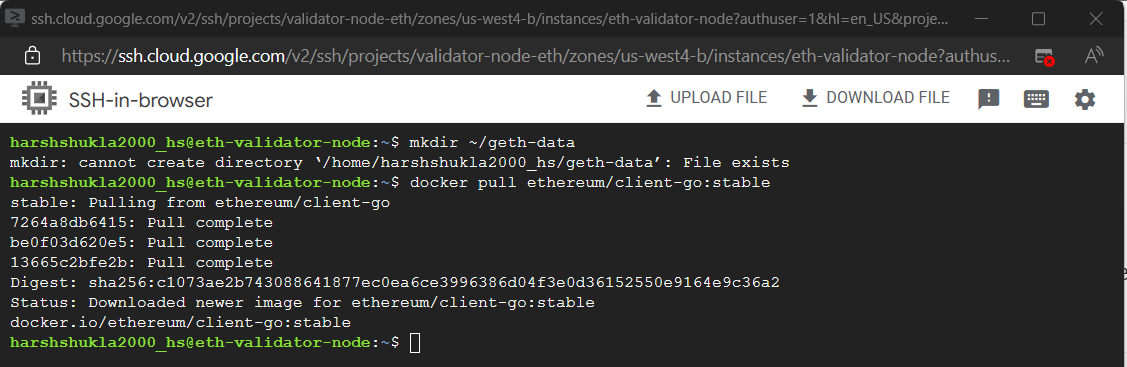 ssh.cloud.google.com/v2/ssh/projects/validator-node-eth/zones/us-west4-b/instances/eth-validator-node?authuser=1&hl=en_US&proje...
https://ssh.cloud.google.com/v2/ssh/projects/validator-node-eth/zones/us-west4-b/instances/eth-validator-node?authus...
SSH-in-browser UPLOAD FILE DOWNLOAD FILE
harshshukla2000_hs@eth-validator-node:~$ mkdir ~/geth-data
mkdir: cannot create directory ‘/home/harshshukla2000_hs/geth-data’: File exists
harshshukla2000_hs@eth-validator-node:~$ docker pull ethereum/client-go:stable
stable: Pulling from ethereum/client-go
7264a8db6415: Pull complete
be0f03d620e5: Pull complete
13665c2bfe2b: Pull complete
Digest: sha256:c1073ae2b743088641877ec0ea6ce3996386d04f3e0d36152550e9164e9c36a2
Status: Downloaded newer image for ethereum/client-go:stable
docker.io/ethereum/client-go:stable
harshshukla2000_hs@eth-validator-node:~$